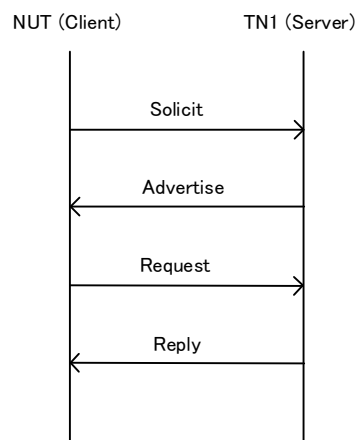 NUT (Client) TN1 (Server)
Solicit
Advertise
Request
Reply